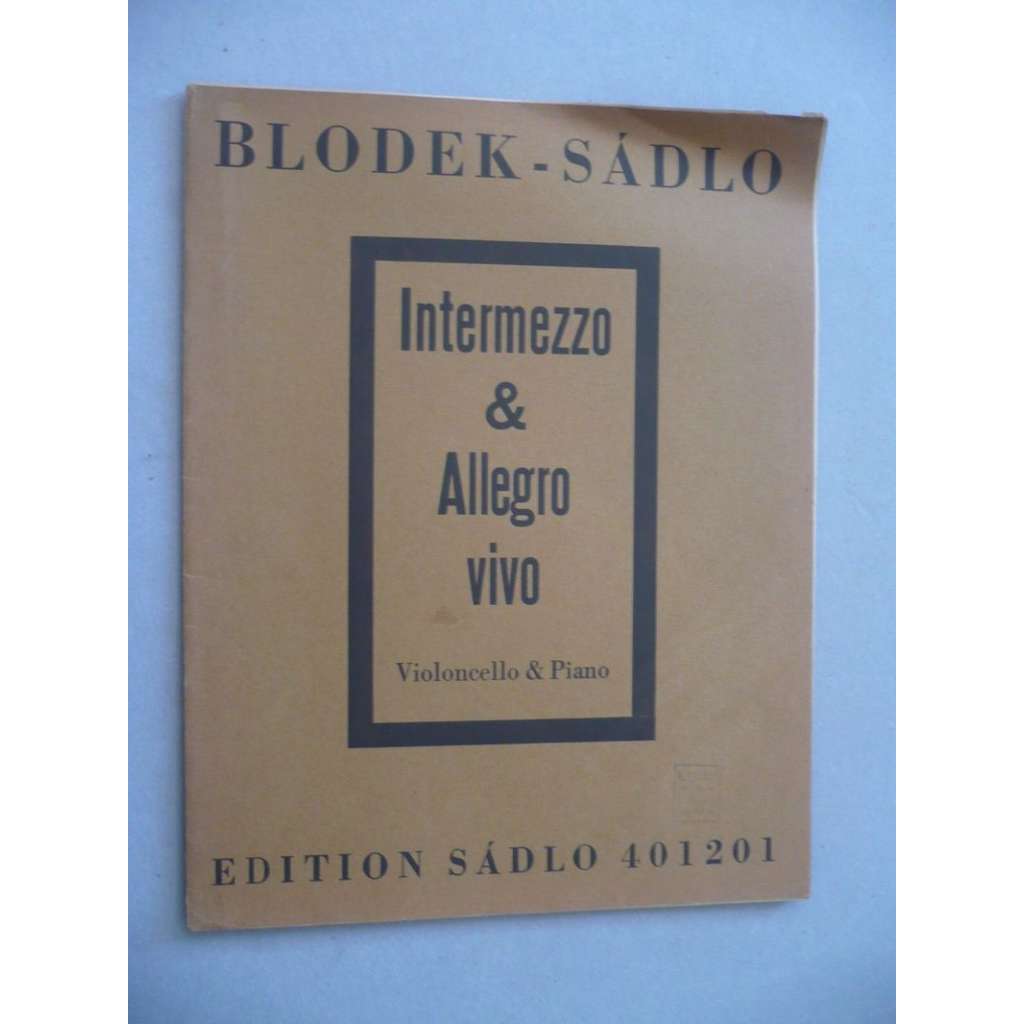 BLODEK - SÁDLO
Intermezzo
&
Allegro
vivo
Violoncello & Piano
EDITION SÁDLO 401201